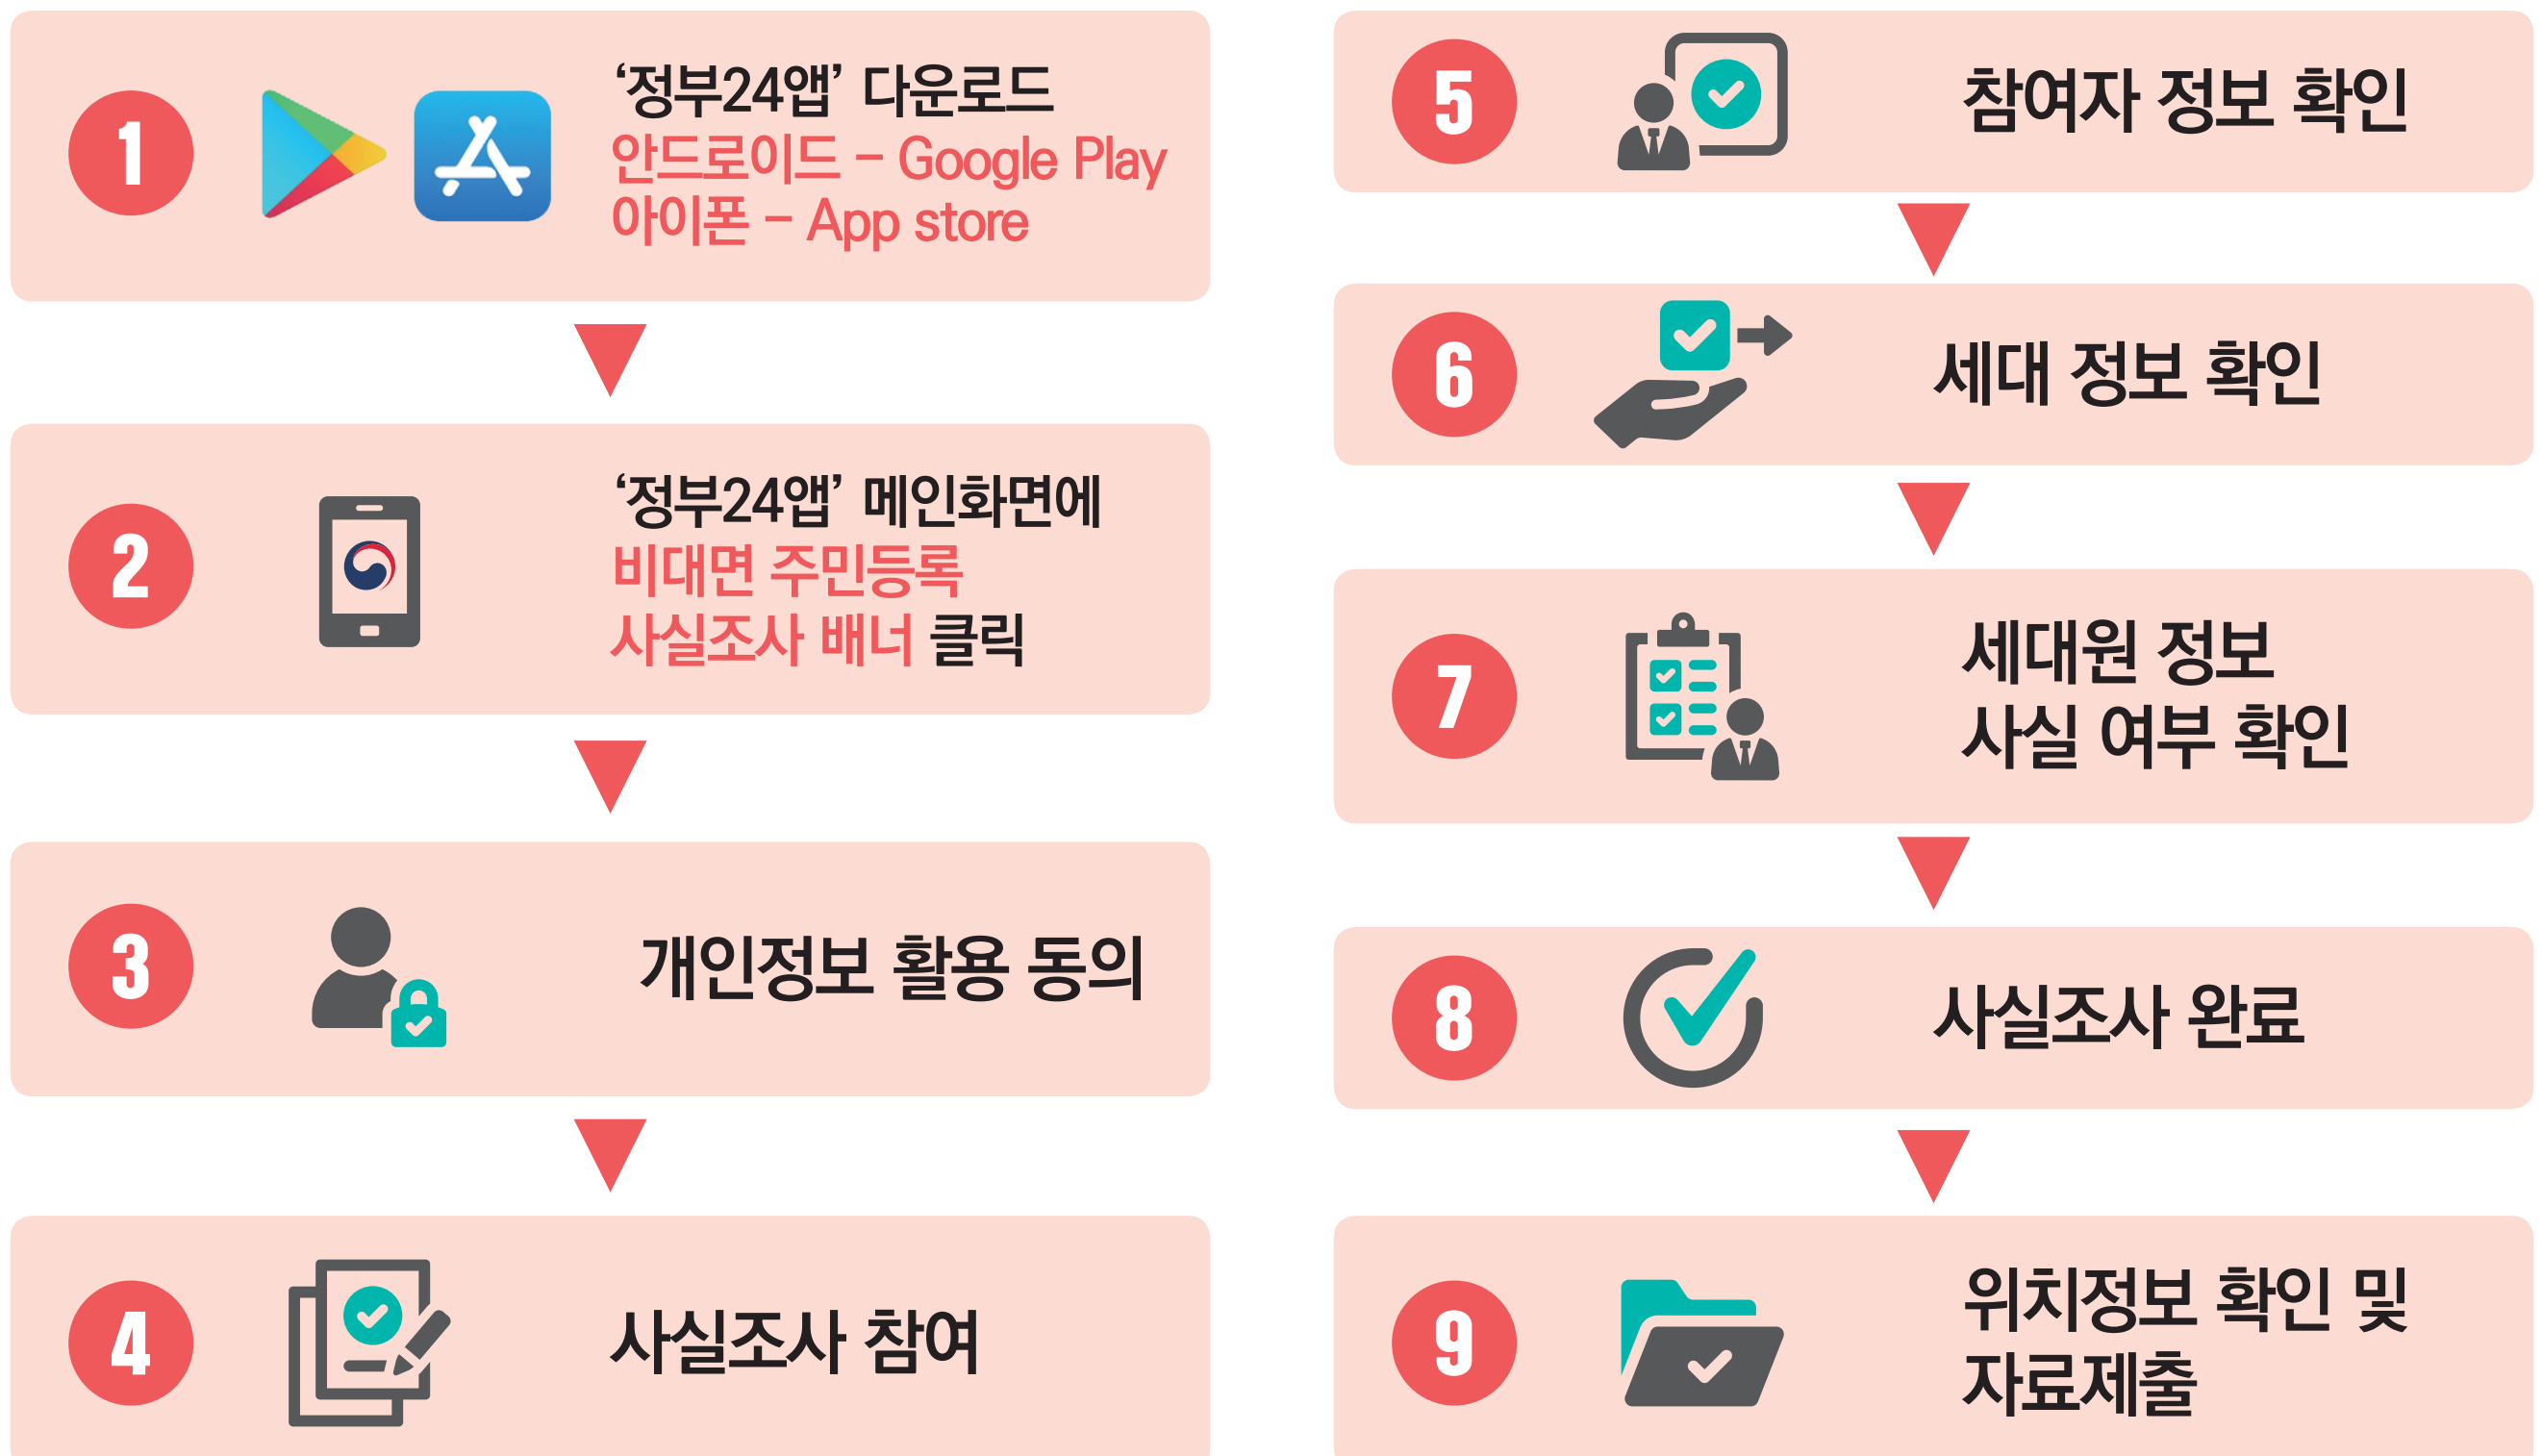 1
‘정부24앱’ 다운로드
안드로이드 – Google Play
아이폰 – App store
2
‘정부24앱’ 메인화면에
비대면 주민등록
사실조사 배너 클릭
3
개인정보 활용 동의
4
사실조사 참여
5
참여자 정보 확인
6
세대 정보 확인
7
세대원 정보
사실 여부 확인
8
사실조사 완료
9
위치정보 확인 및
자료제출